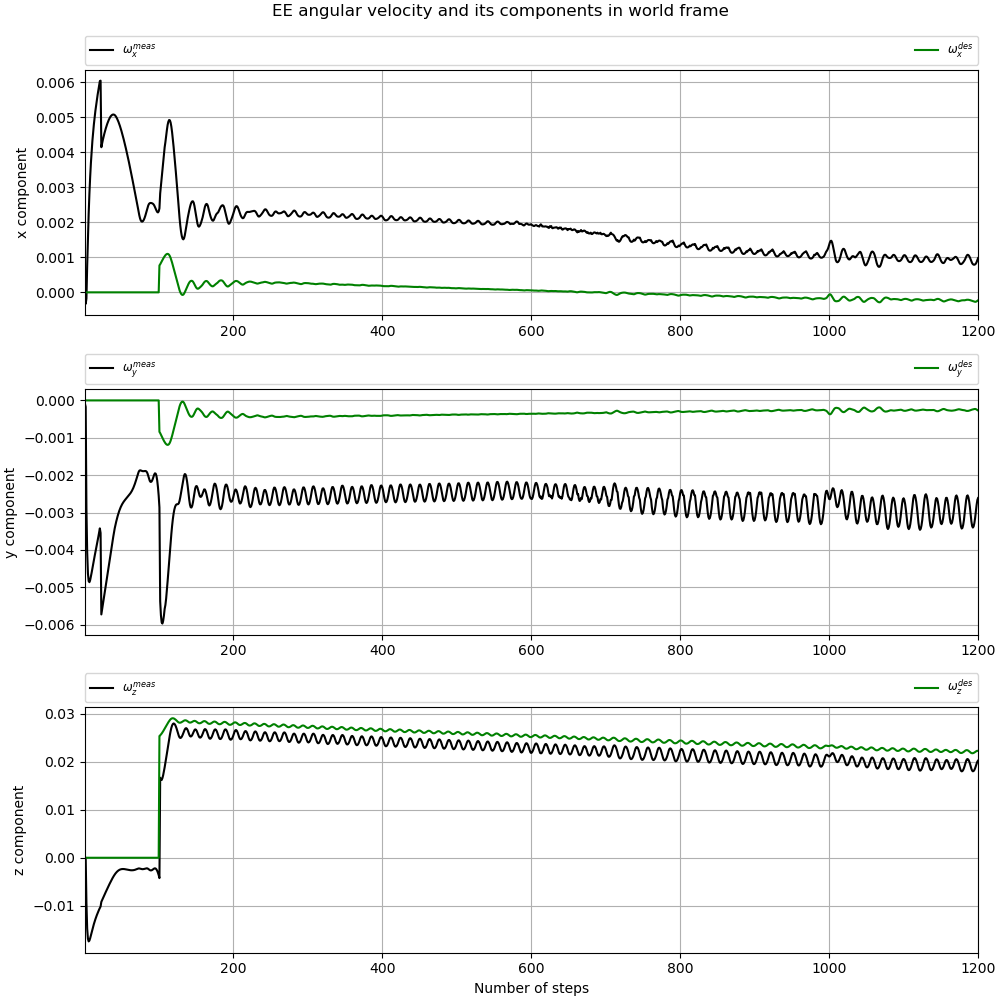 EE angular velocity and its components in world frame
ω_x^meas ω_x^des
0.006
0.005
0.004
0.003
0.002
0.001
0.000
x component
200 400 600 800 1000 1200
ω_y^meas ω_y^des
0.000
−0.001
−0.002
−0.003
−0.004
−0.005
−0.006
y component
200 400 600 800 1000 1200
ω_z^meas ω_z^des
0.03
0.02
0.01
0.00
−0.01
z component
200 400 600 800 1000 1200
Number of steps